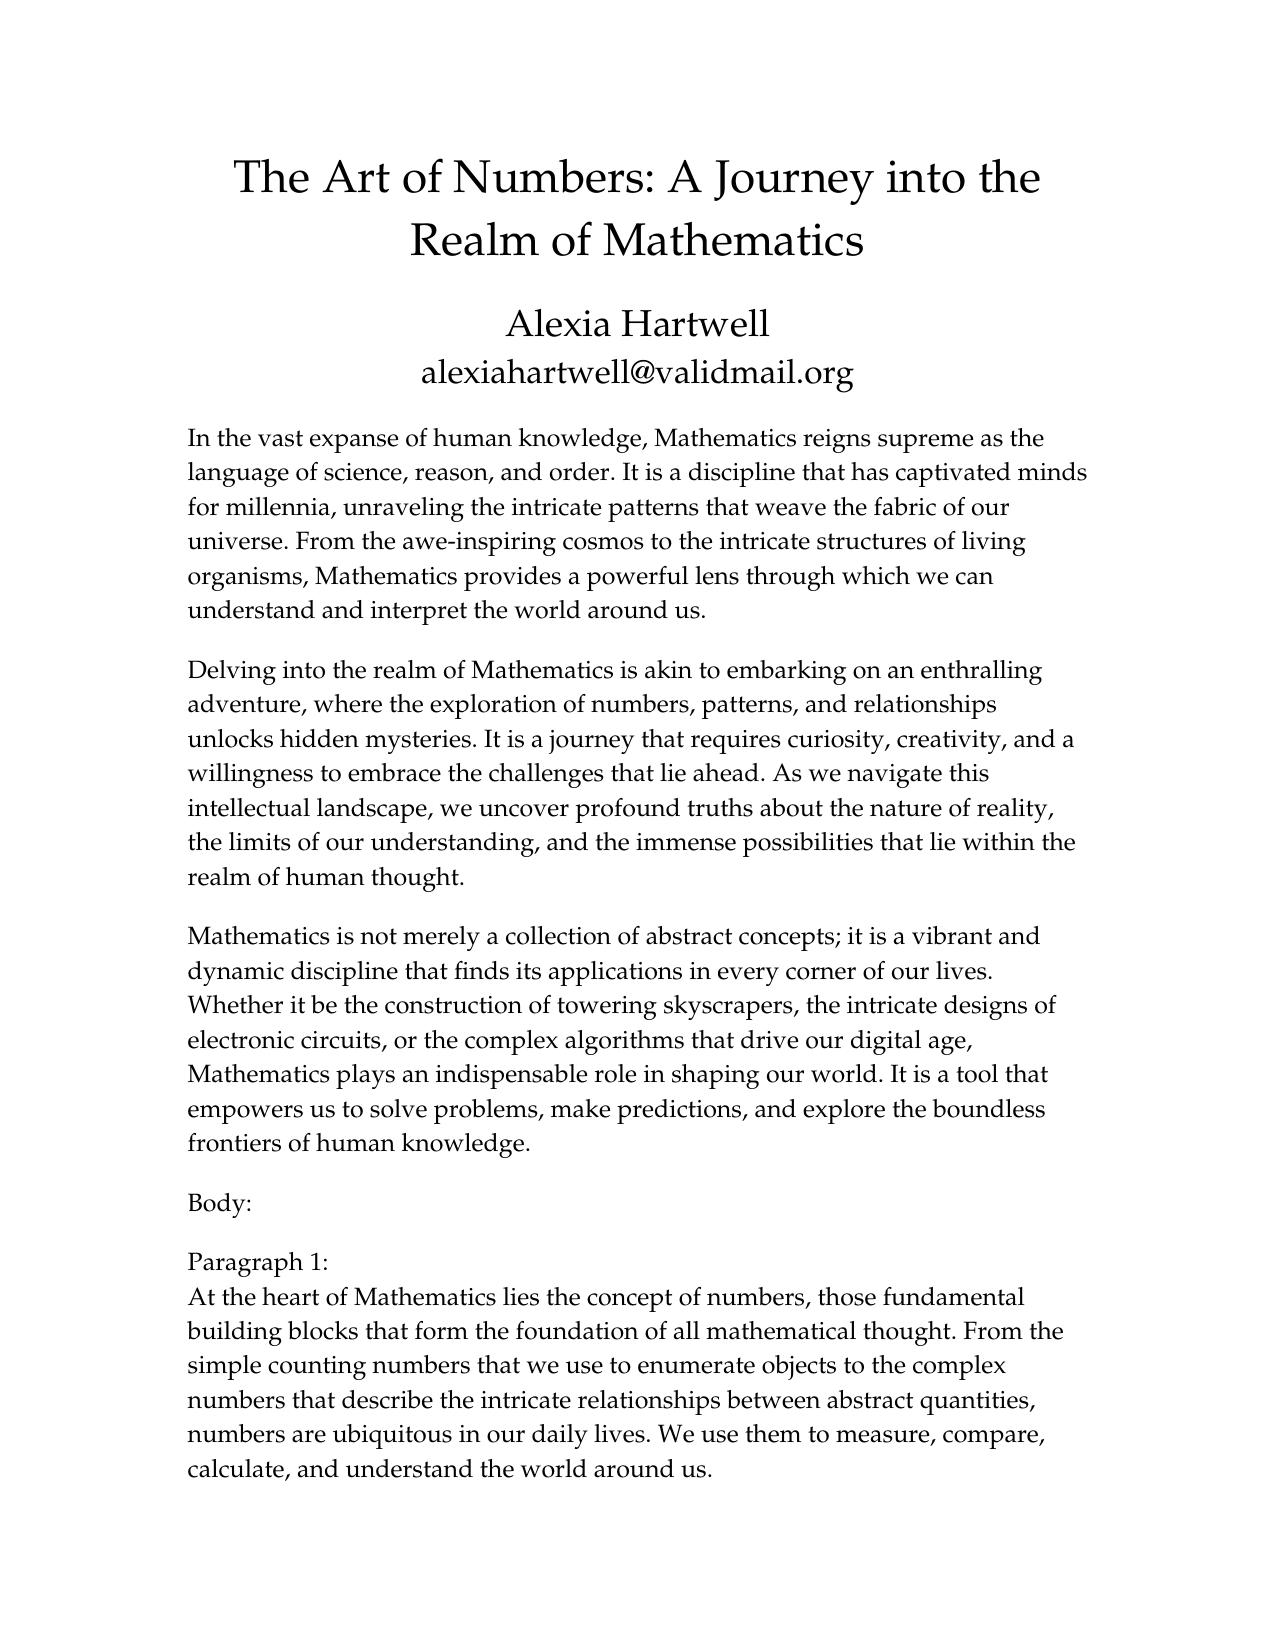 The Art of Numbers: A Journey into the
Realm of Mathematics
Alexia Hartwell
alexiahartwell@validmail.org
In the vast expanse of human knowledge, Mathematics reigns supreme as the
language of science, reason, and order. It is a discipline that has captivated minds
for millennia, unraveling the intricate patterns that weave the fabric of our
universe. From the awe-inspiring cosmos to the intricate structures of living
organisms, Mathematics provides a powerful lens through which we can
understand and interpret the world around us.
Delving into the realm of Mathematics is akin to embarking on an enthralling
adventure, where the exploration of numbers, patterns, and relationships
unlocks hidden mysteries. It is a journey that requires curiosity, creativity, and a
willingness to embrace the challenges that lie ahead. As we navigate this
intellectual landscape, we uncover profound truths about the nature of reality,
the limits of our understanding, and the immense possibilities that lie within the
realm of human thought.
Mathematics is not merely a collection of abstract concepts; it is a vibrant and
dynamic discipline that finds its applications in every corner of our lives.
Whether it be the construction of towering skyscrapers, the intricate designs of
electronic circuits, or the complex algorithms that drive our digital age,
Mathematics plays an indispensable role in shaping our world. It is a tool that
empowers us to solve problems, make predictions, and explore the boundless
frontiers of human knowledge.
Body:
Paragraph 1:
At the heart of Mathematics lies the concept of numbers, those fundamental
building blocks that form the foundation of all mathematical thought. From the
simple counting numbers that we use to enumerate objects to the complex
numbers that describe the intricate relationships between abstract quantities,
numbers are ubiquitous in our daily lives. We use them to measure, compare,
calculate, and understand the world around us.